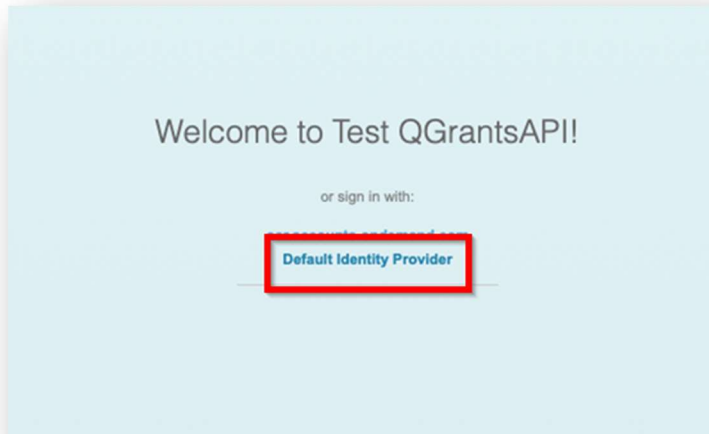 Welcome to Test QGrantsAPI!
or sign in with:
Default Identity Provider